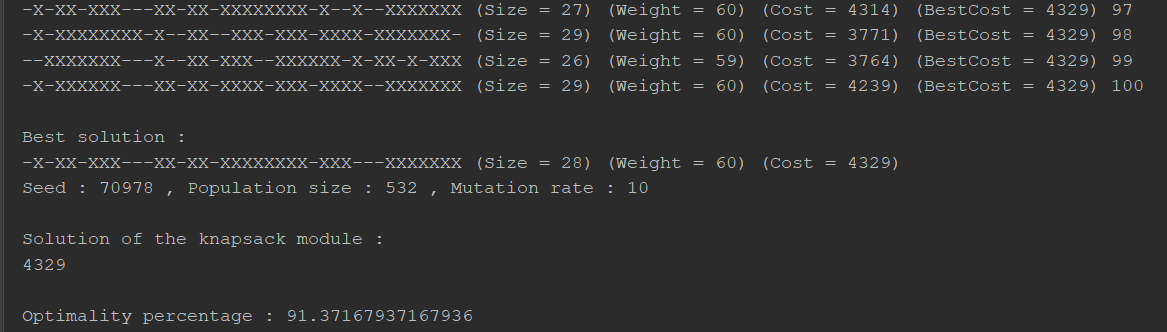 -X-XX-XXX---XX-XX-XXXXXXXX-X--X--XXXXXXX (Size = 27) (Weight = 60) (Cost = 4314) (BestCost = 4329) 97
-X-XXXXXXXX-X--XX--XXX-XXX-XXXX-XXXXXXX- (Size = 29) (Weight = 60) (Cost = 3771) (BestCost = 4329) 98
--XXXXXXX---X--XX-XXX--XXXXXX-X-XX-X-XXX (Size = 26) (Weight = 59) (Cost = 3764) (BestCost = 4329) 99
-X-XXXXXX---XX-XX-XXXX-XXX-XXXX--XXXXXXX (Size = 29) (Weight = 60) (Cost = 4239) (BestCost = 4329) 100
Best solution :
-X-XX-XXX---XX-XX-XXXXXXXX-XXX---XXXXXXX (Size = 28) (Weight = 60) (Cost = 4329)
Seed : 70978 , Population size : 532 , Mutation rate : 10
Solution of the knapsack module :
4329
Optimality percentage : 91.37167937167936